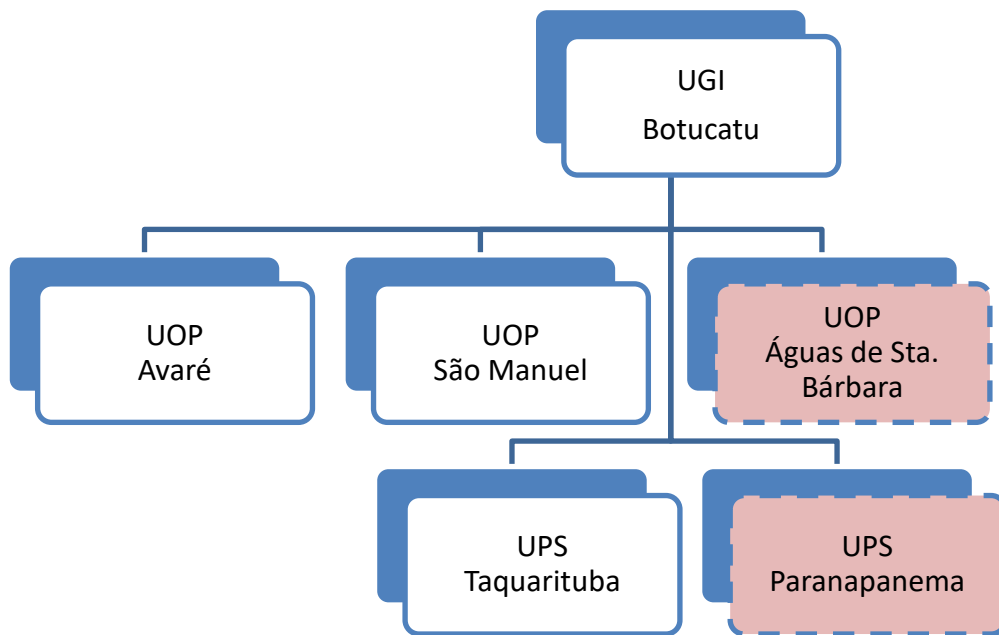 UGI
Botucatu
UOP
Avaré
UOP
São Manuel
UOP
Águas de Sta.
Bárbara
UPS
Taquarituba
UPS
Paranapanema